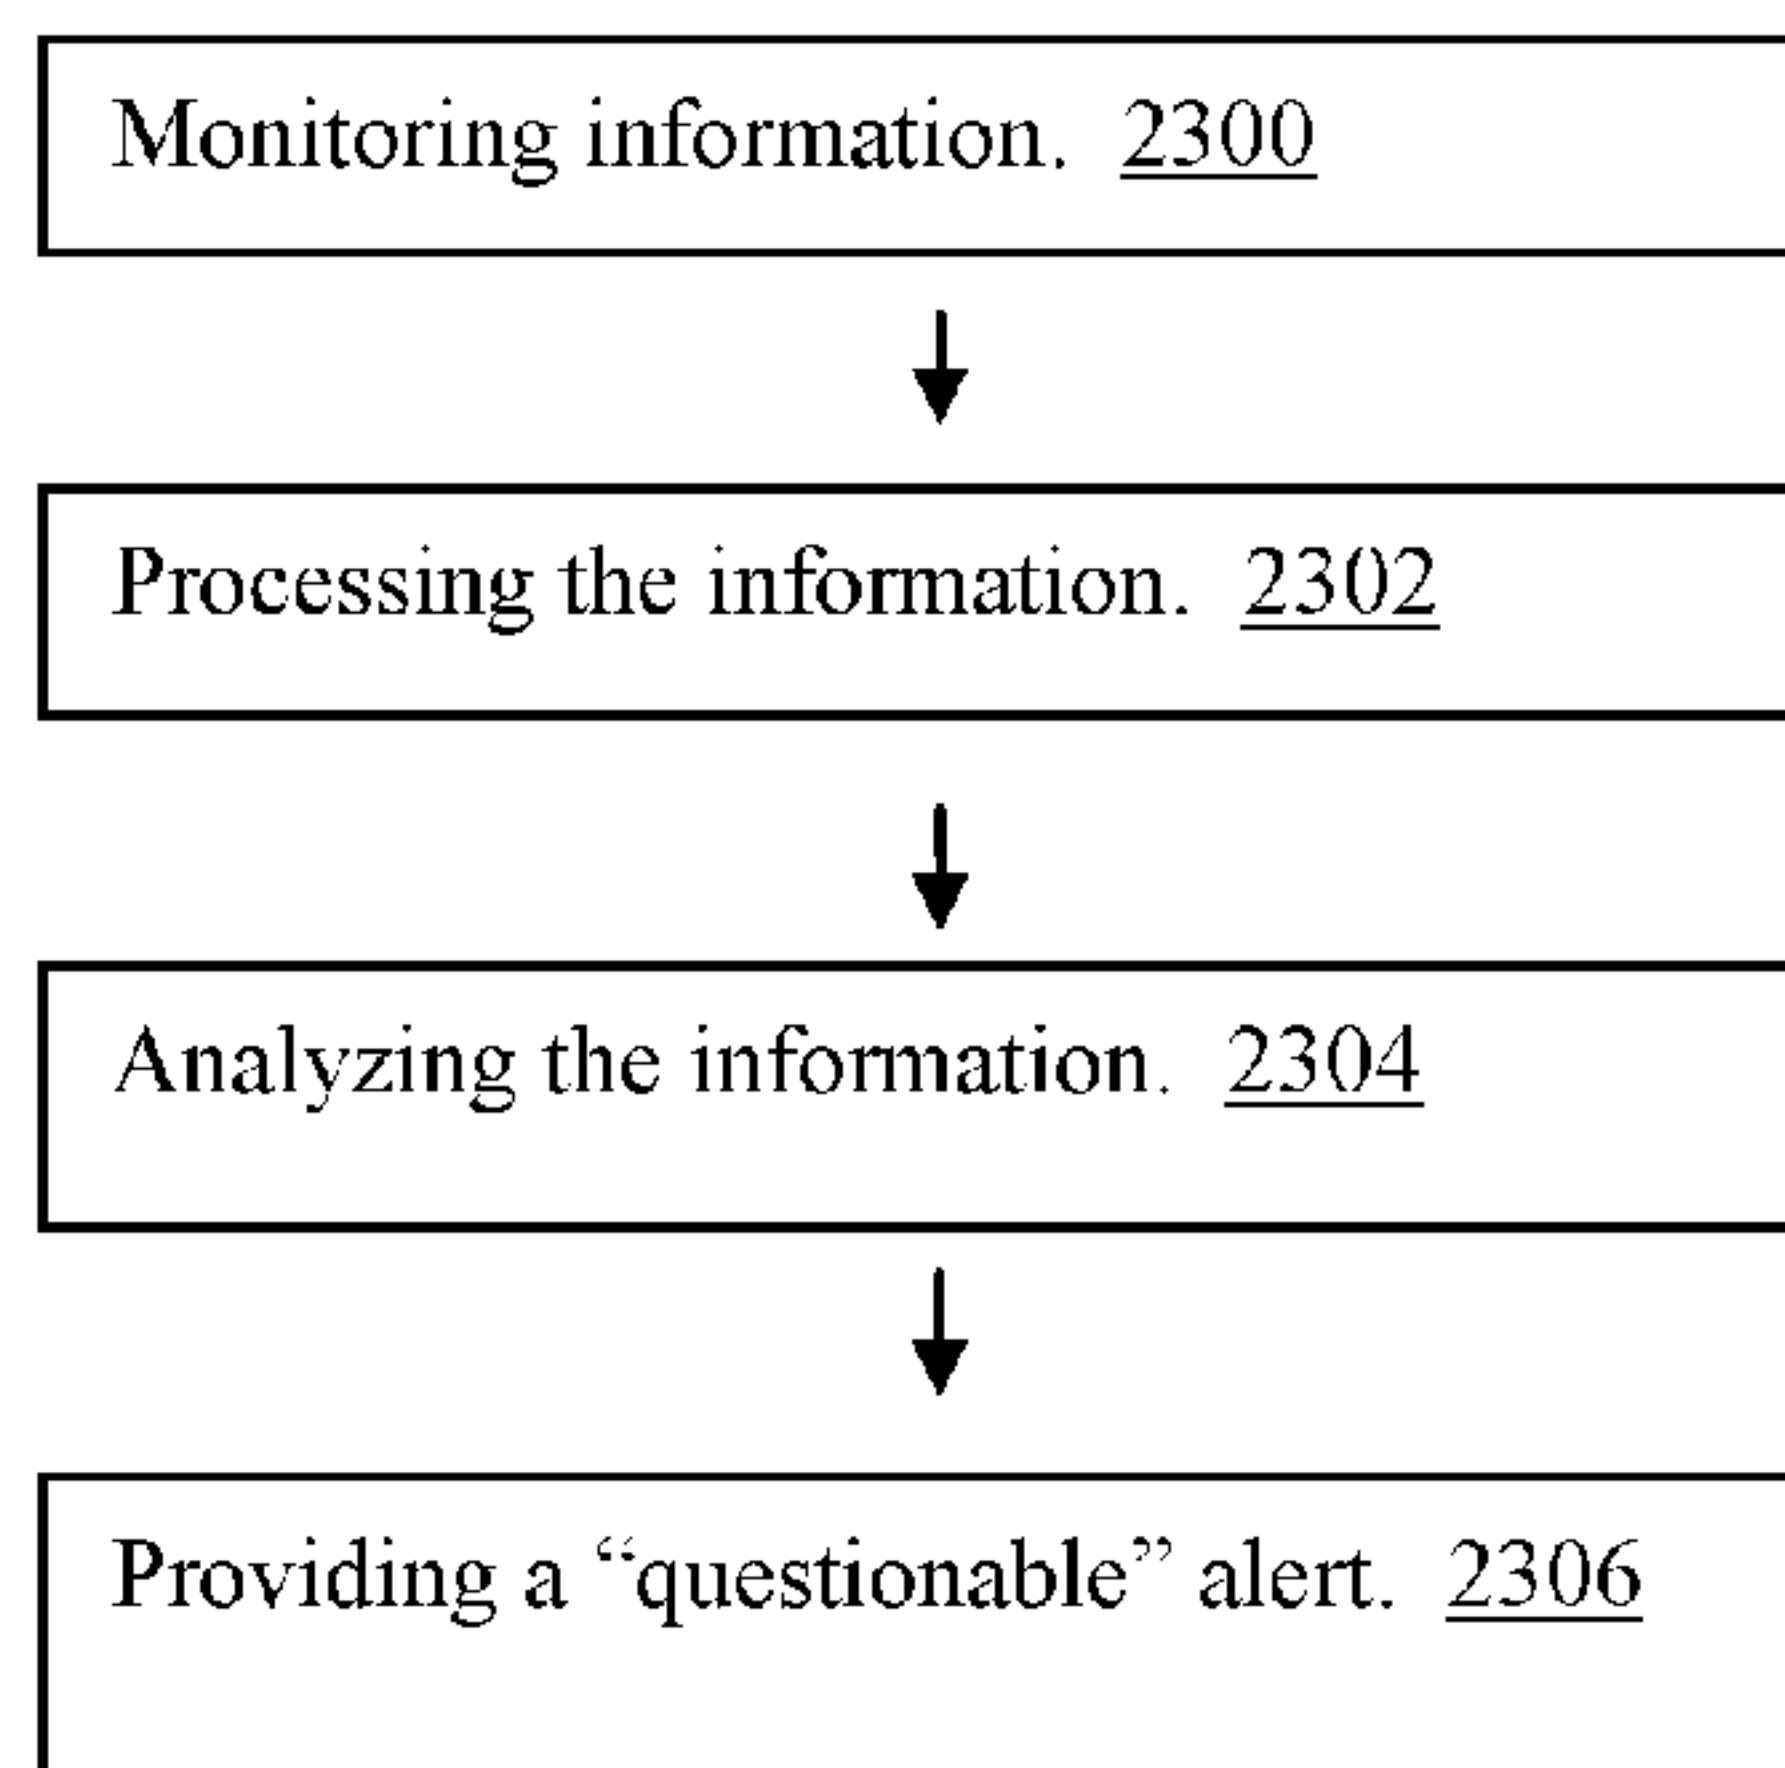 Monitoring information. 2300
Processing the information. 2302
Analyzing the information. 2304
Providing a “questionable” alert. 2306